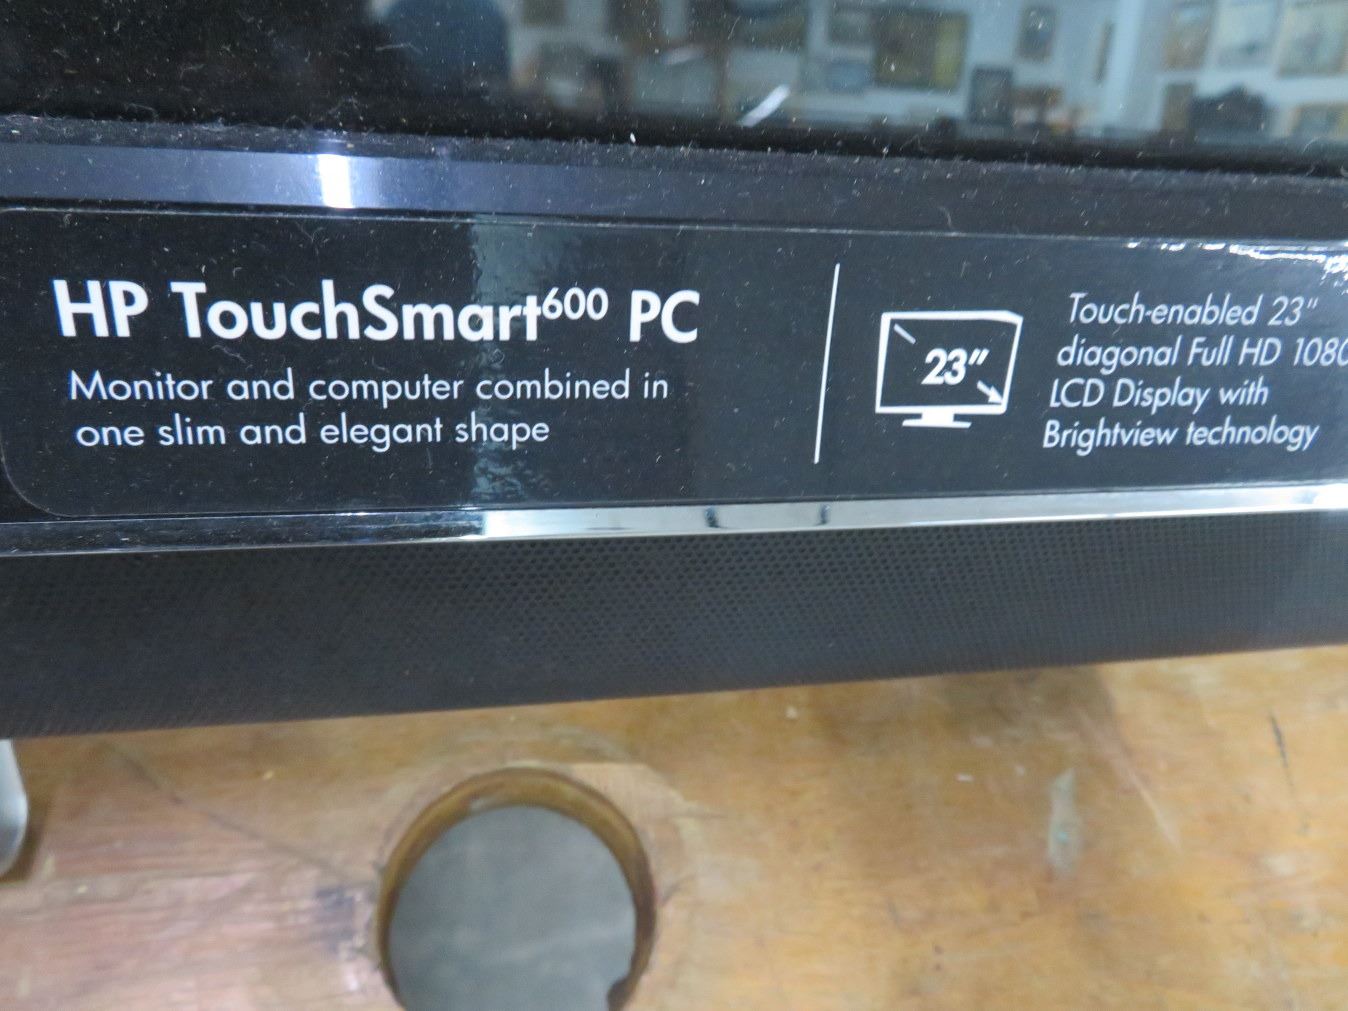 HP TouchSmart600 PC
Monitor and computer combined in
one slim and elegant shape
23"
Touch-enabled 23"
diagonal Full HD 1080
LCD Display with
Brightview technology